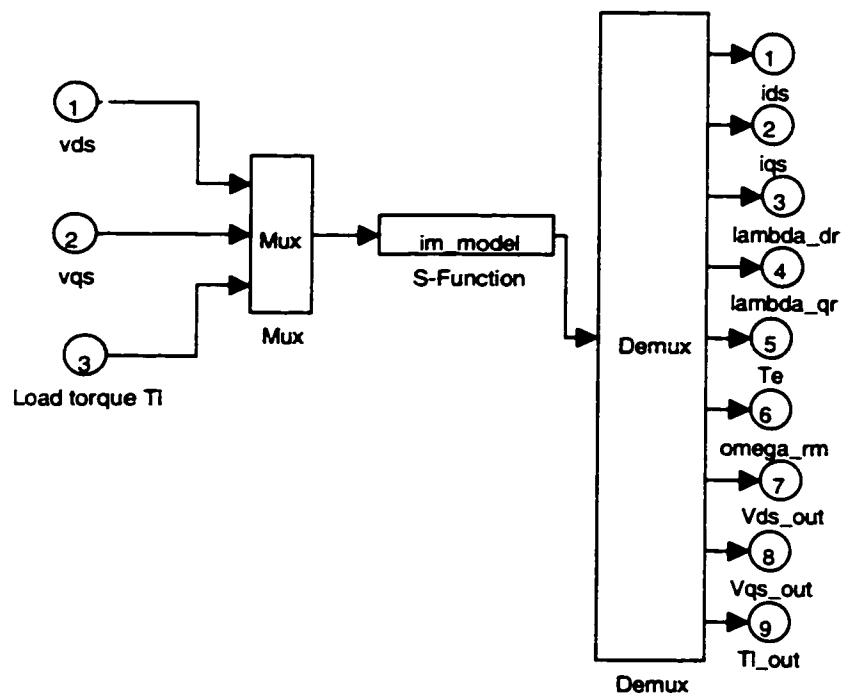 1
vds
2
vqs
3
Load torque Tl
Mux
Mux
im_model
S-Function
Demux
Demux
1
ids
2
iqs
3
lambda_dr
4
lambda_qr
5
Te
6
omega_rm
7
Vds_out
8
Vqs_out
9
Tl_out